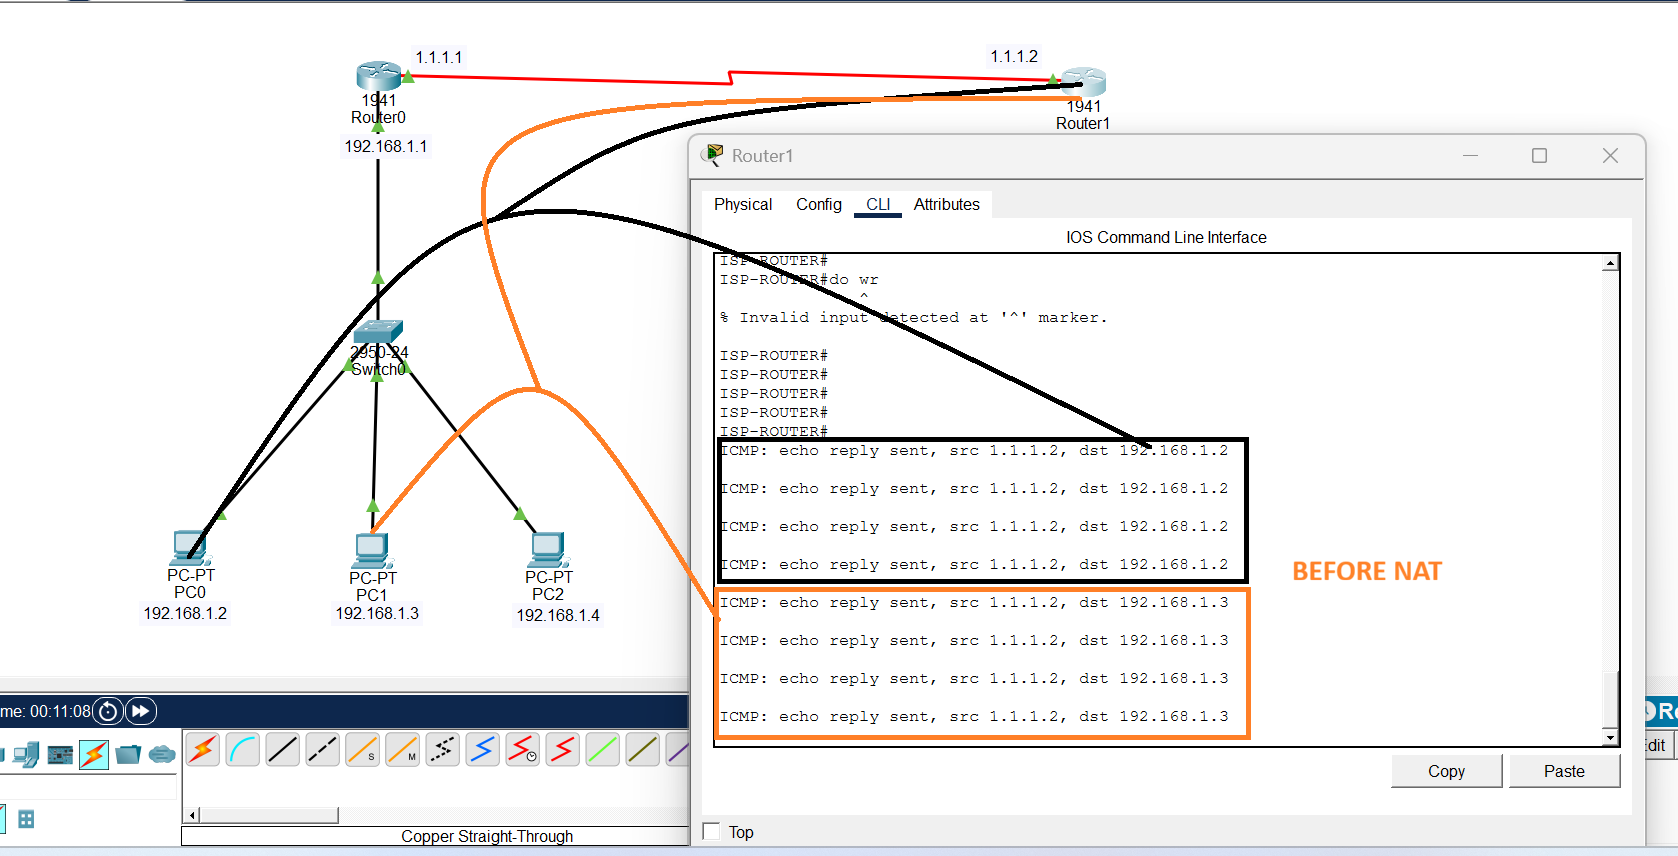 1.1.1.1
1.1.1.2
1941
Router0
192.168.1.1
1941
Router1
2950-24
Switch0
PC-PT
PC0
192.168.1.2
PC-PT
PC1
192.168.1.3
PC-PT
PC2
192.168.1.4
Router1
Physical
Config
CLI
Attributes
IOS Command Line Interface
ISP-ROUTER#
ISP-ROUTER#do wr
^
% Invalid input detected at '^' marker.
ISP-ROUTER#
ISP-ROUTER#
ISP-ROUTER#
ISP-ROUTER#
ISP-ROUTER#
ICMP: echo reply sent, src 1.1.1.2, dst 192.168.1.2
ICMP: echo reply sent, src 1.1.1.2, dst 192.168.1.2
ICMP: echo reply sent, src 1.1.1.2, dst 192.168.1.2
ICMP: echo reply sent, src 1.1.1.2, dst 192.168.1.2
ICMP: echo reply sent, src 1.1.1.2, dst 192.168.1.3
ICMP: echo reply sent, src 1.1.1.2, dst 192.168.1.3
ICMP: echo reply sent, src 1.1.1.2, dst 192.168.1.3
ICMP: echo reply sent, src 1.1.1.2, dst 192.168.1.3
BEFORE NAT
Copy
Paste
Top
me: 00:11:08
S
M
Copper Straight-Through
Re
dit